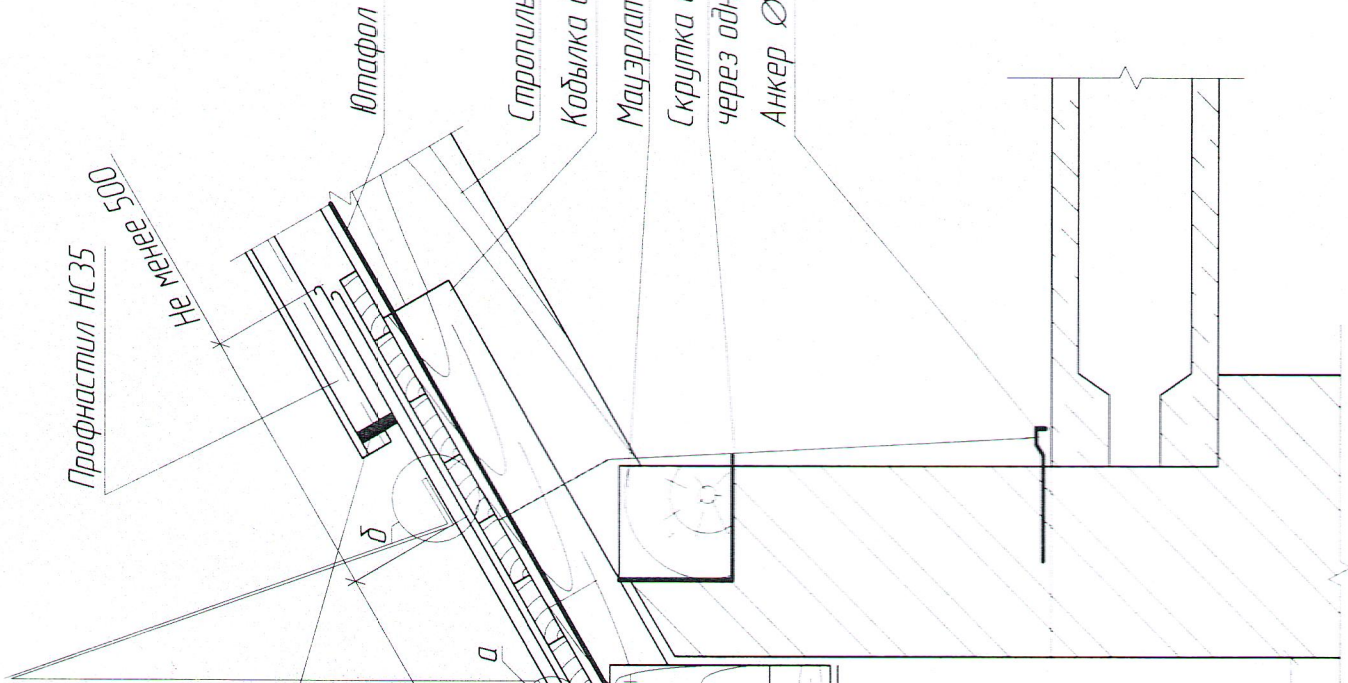 Профнастил НС35
Не менее 500
Ютафол
Стропиль
Кобылка
Мауэрлат
Скрутка
через одн
Анкер Ø
б
а